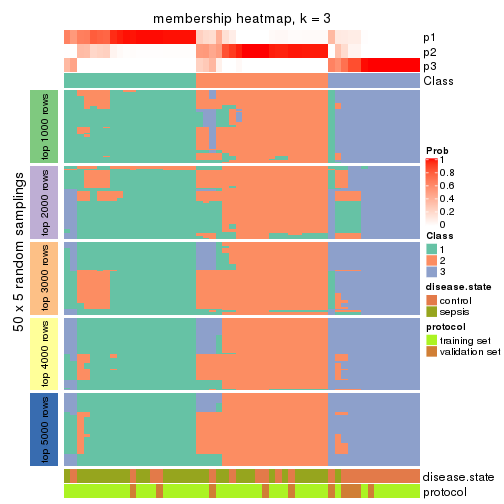 membership heatmap, k = 3
p1
p2
p3
Class
50 x 5 random samplings
top 1000 rows
top 2000 rows
top 3000 rows
top 4000 rows
top 5000 rows
disease.state
protocol
Prob
1
0.8
0.6
0.4
0.2
0
Class
1
2
3
disease.state
control
sepsis
protocol
training set
validation set